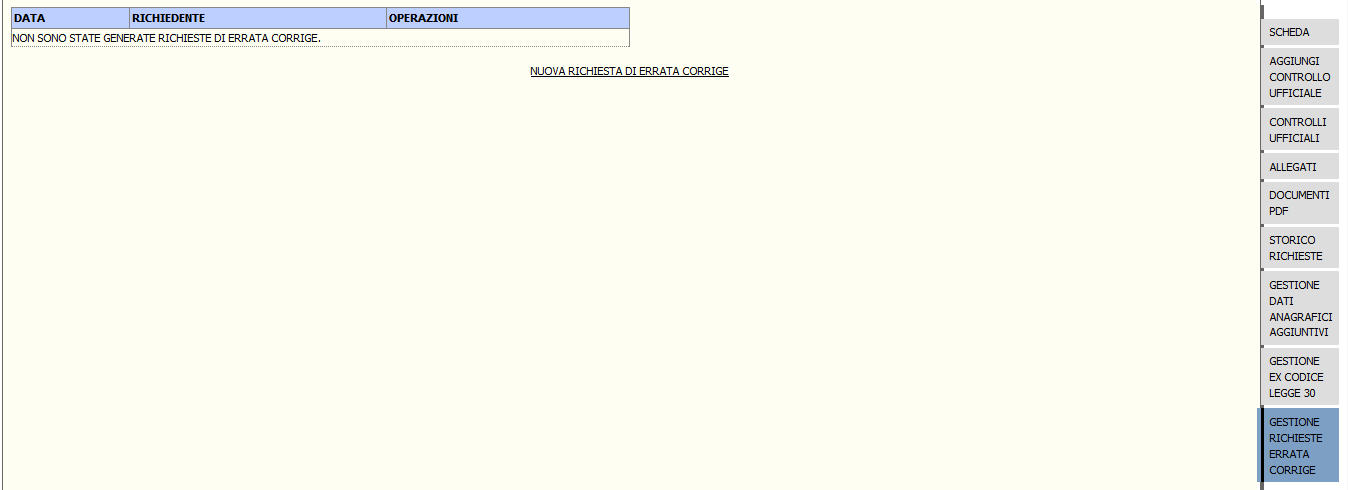 DATA RICHIEDENTE OPERAZIONI
NON SONO STATE GENERATE RICHIESTE DI ERRATA CORRIGE.
NUOVA RICHIESTA DI ERRATA CORRIGE
SCHEDA
AGGIUNGI
CONTROLLO
UFFICIALE
CONTROLLI
UFFICIALI
ALLEGATI
DOCUMENTI
PDF
STORICO
RICHIESTE
GESTIONE
DATI
ANAGRAFICI
AGGIUNTIVI
GESTIONE
EX CODICE
LEGGE 30
GESTIONE
RICHIESTE
ERRATA
CORRIGE